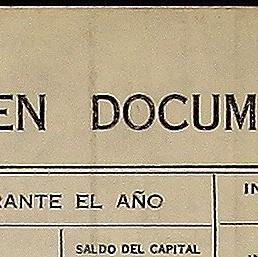 EN DOCUM
RANTE EL AÑO
IN
SALDO DEL CAPITAL